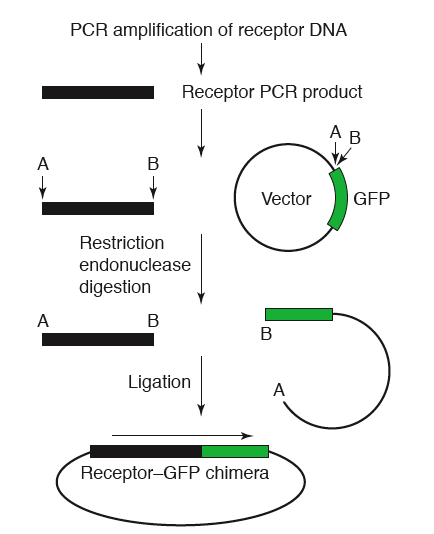 PCR amplification of receptor DNA
Receptor PCR product
A B
A B
Vector GFP
Restriction
endonuclease
digestion
A B
B
A
Ligation
Receptor–GFP chimera